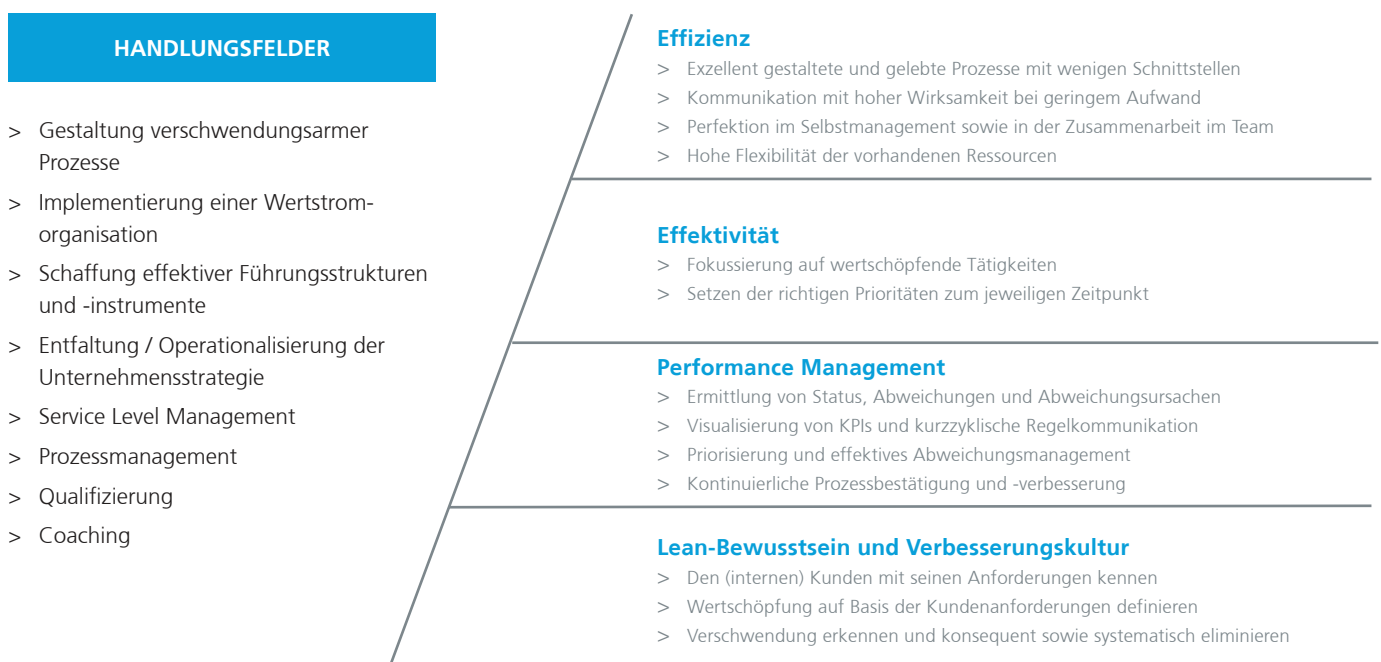 HANDLUNGSFELDER
> Gestaltung verschwendungsarmer
Prozesse
> Implementierung einer Wertstrom-
organisation
> Schaffung effektiver Führungsstrukturen
und -instrumente
> Entfaltung / Operationalisierung der
Unternehmensstrategie
> Service Level Management
> Prozessmanagement
> Qualifizierung
> Coaching
Effizienz
> Exzellent gestaltete und gelebte Prozesse mit wenigen Schnittstellen
> Kommunikation mit hoher Wirksamkeit bei geringem Aufwand
> Perfektion im Selbstmanagement sowie in der Zusammenarbeit im Team
> Hohe Flexibilität der vorhandenen Ressourcen
Effektivität
> Fokussierung auf wertschöpfende Tätigkeiten
> Setzen der richtigen Prioritäten zum jeweiligen Zeitpunkt
Performance Management
> Ermittlung von Status, Abweichungen und Abweichungsursachen
> Visualisierung von KPIs und kurzzyklische Regelkommunikation
> Priorisierung und effektives Abweichungsmanagement
> Kontinuierliche Prozessbestätigung und -verbesserung
Lean-Bewusstsein und Verbesserungskultur
> Den (internen) Kunden mit seinen Anforderungen kennen
> Wertschöpfung auf Basis der Kundenanforderungen definieren
> Verschwendung erkennen und konsequent sowie systematisch eliminieren